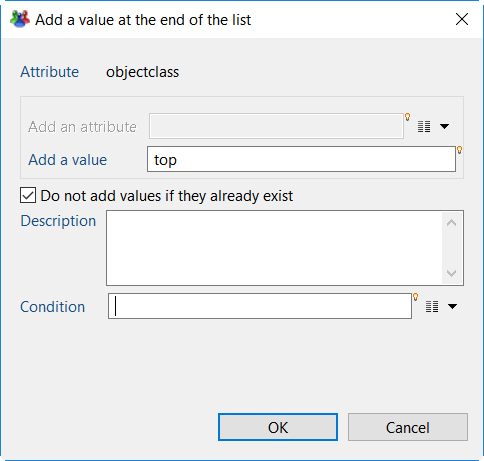 Add a value at the end of the list
Attribute objectclass
Add an attribute
Add a value top
Do not add values if they already exist
Description
Condition
OK Cancel